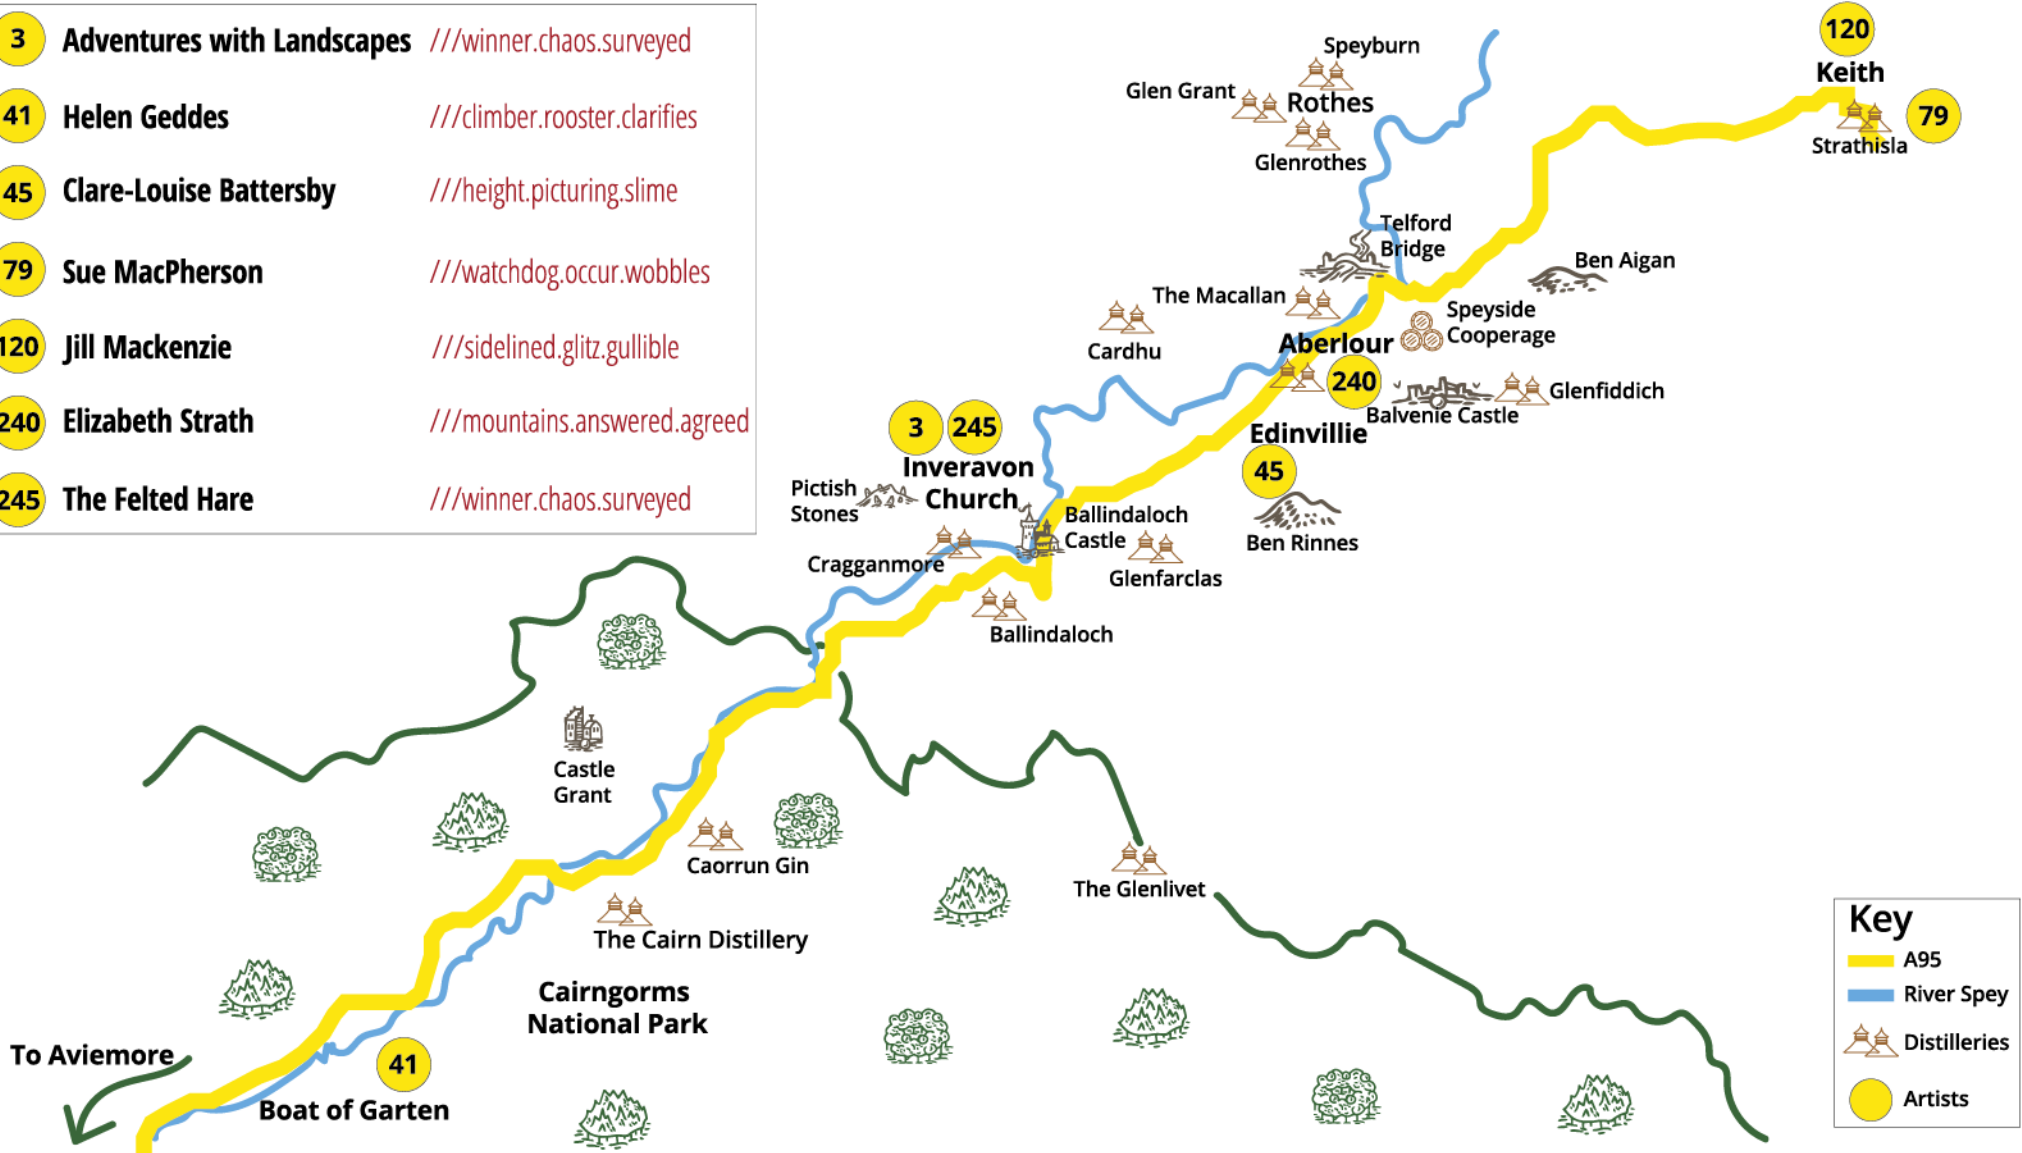 3 Adventures with Landscapes ///winner.chaos.surveyed
41 Helen Geddes ///climber.rooster.clarifies
45 Clare-Louise Battersby ///height.picturing.slime
79 Sue MacPherson ///watchdog.occur.wobbles
120 Jill Mackenzie ///sidelined.glitz.gullible
240 Elizabeth Strath ///mountains.answered.agreed
245 The Felted Hare ///winner.chaos.surveyed
120
Keith
79
Strathisla
Speyburn
Glen Grant
Rothes
Glenrothes
Telford
Bridge
Ben Aigan
The Macallan
Speyside
Cooperage
Cardhu
Aberlour
240
Glenfiddich
Balvenie Castle
Edinvillie
45
Ben Rinnes
3 245
Inveravon
Church
Pictish
Stones
Ballindaloch
Castle
Cragganmore
Glenfarclas
Ballindaloch
Castle
Grant
Caorrun Gin
The Glenlivet
The Cairn Distillery
Cairngorms
National Park
To Aviemore
41
Boat of Garten
Key
A95
River Spey
Distilleries
Artists